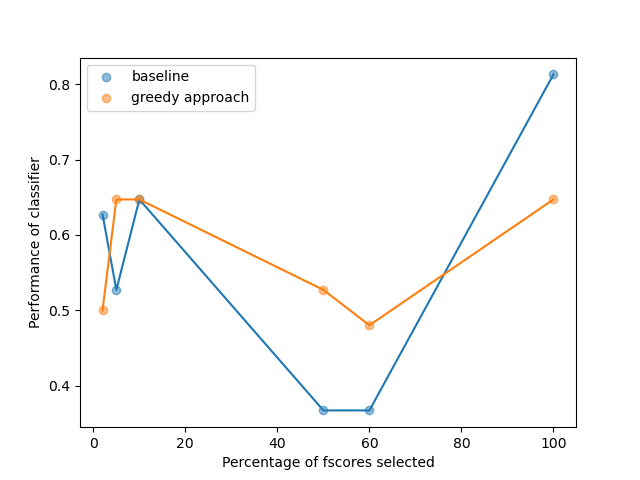 baseline
greedy approach
0.8
0.7
0.6
0.5
0.4
Performance of classifier
0
20
40
60
80
100
Percentage of fscores selected